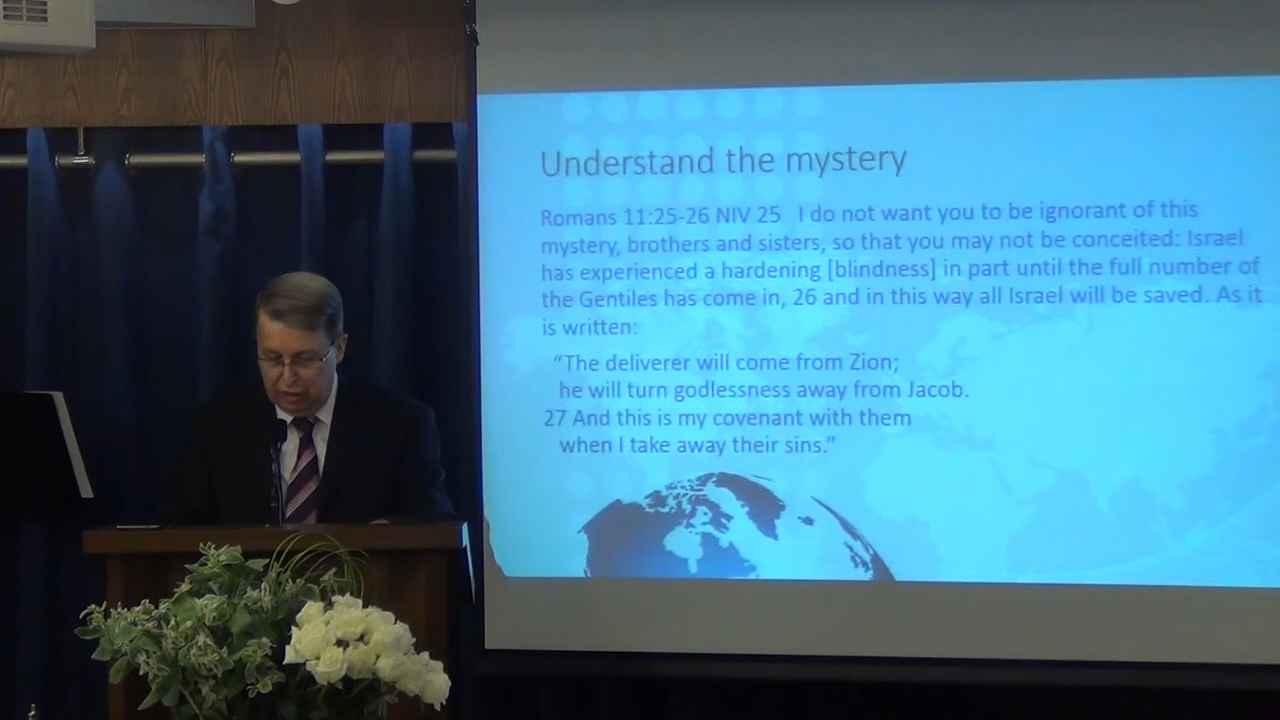 Understand the mystery
Romans 11:25-26 NIV 25 I do not want you to be ignorant of this
mystery, brothers and sisters, so that you may not be conceited: Israel
has experienced a hardening [blindness] in part until the full number of
the Gentiles has come in, 26 and in this way all Israel will be saved. As it
is written:
“The deliverer will come from Zion;
he will turn godlessness away from Jacob.
27 And this is my covenant with them
when I take away their sins.”